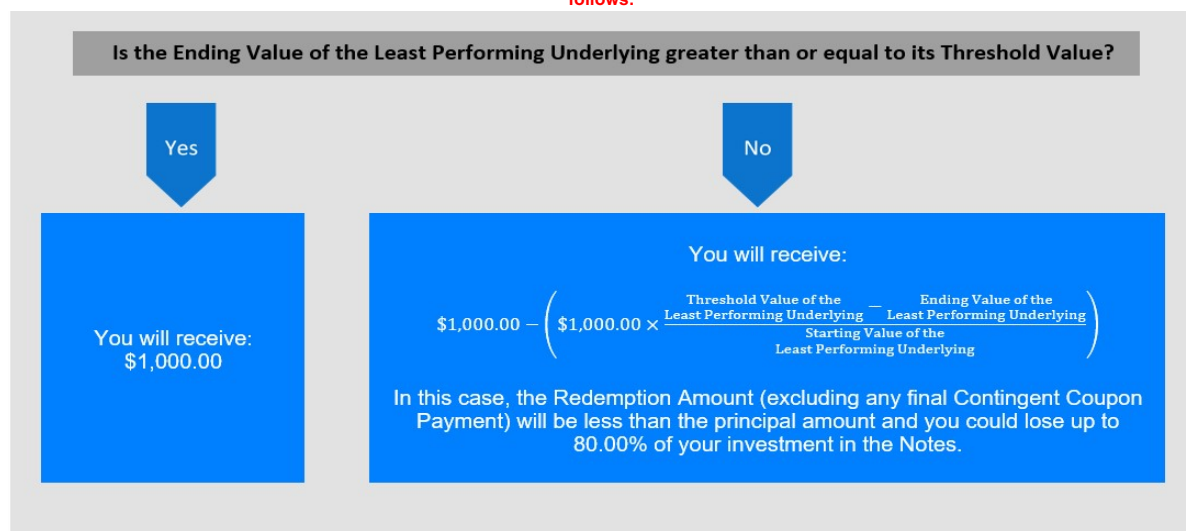 follows:
Is the Ending Value of the Least Performing Underlying greater than or equal to its Threshold Value?
Yes
No
You will receive:
$1,000.00
You will receive:
$1,000.00 − ( $1,000.00 × (Threshold Value of the Least Performing Underlying − Ending Value of the Least Performing Underlying) / Starting Value of the Least Performing Underlying )
In this case, the Redemption Amount (excluding any final Contingent Coupon
Payment) will be less than the principal amount and you could lose up to
80.00% of your investment in the Notes.